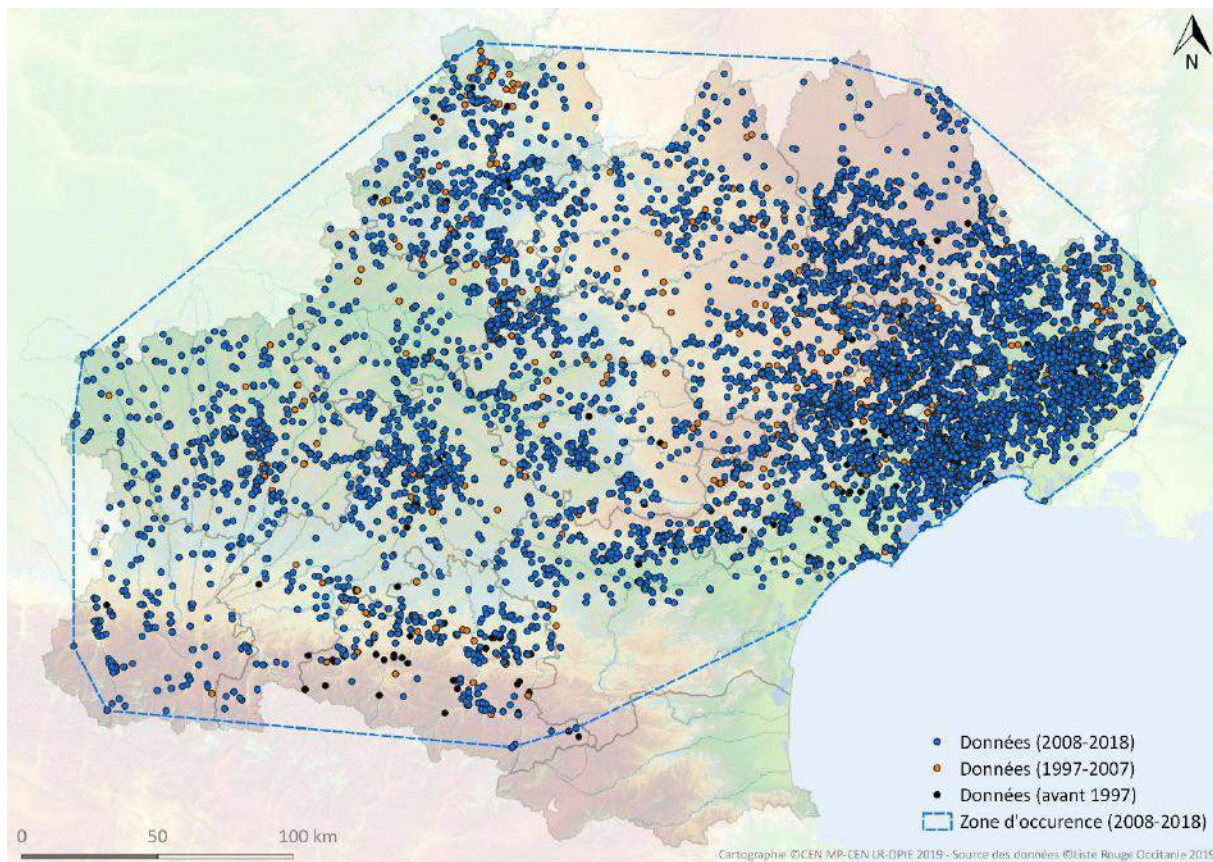 N
Données (2008-2018)
Données (1997-2007)
Données (avant 1997)
Zone d'occurence (2008-2018)
0 50 100 km
Cartographie ©CEN MP-CEN LR-OPIE 2019 - Source des données ©Liste Rouge Occitanie 2019